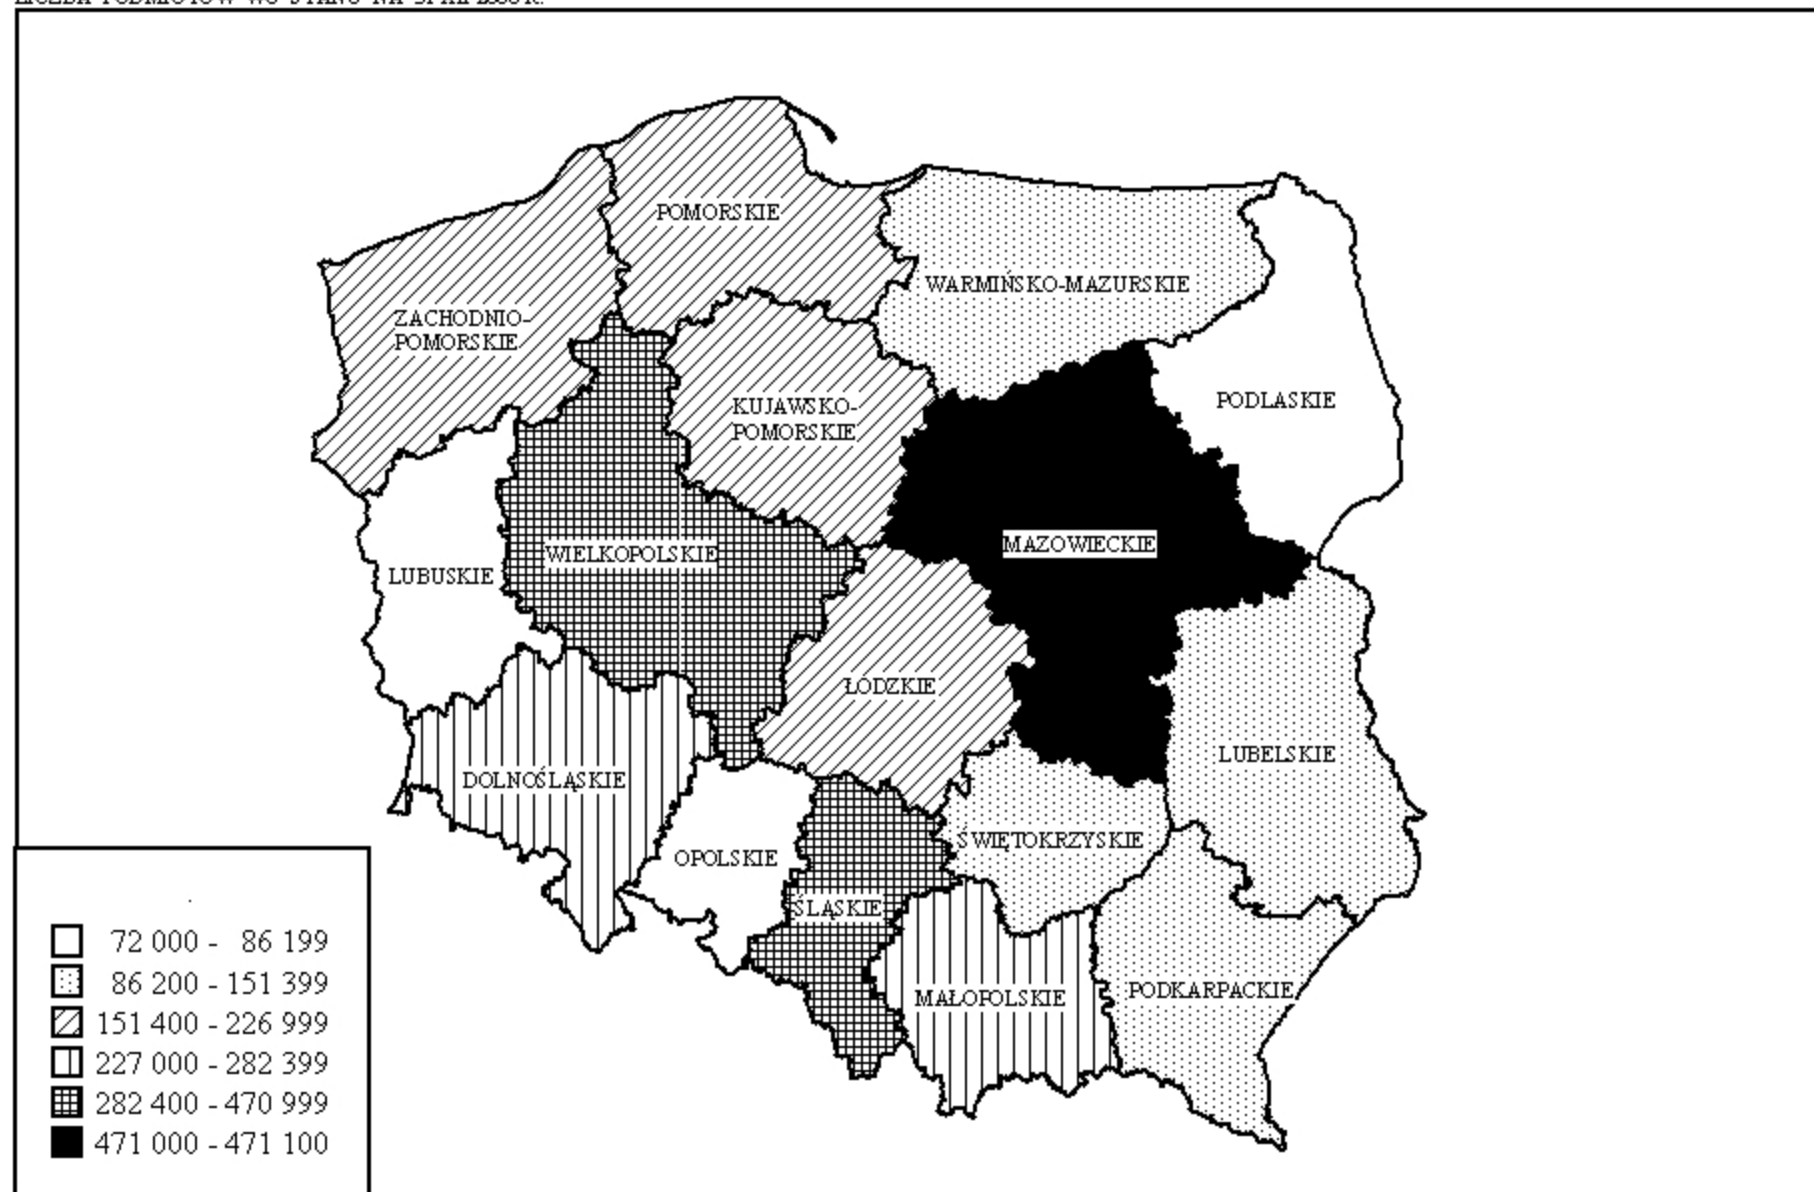 POMORSKIE
WARMIŃSKO-MAZURSKIE
ZACHODNIO-
POMORSKIE
PODLASKIE
KUJAWSKO-
POMORSKIE
MAZOWIECKIE
WIELKOPOLSKIE
LUBUSKIE
ŁÓDZKIE
LUBELSKIE
DOLNOŚLĄSKIE
ŚWIĘTOKRZYSKIE
OPOLSKIE
ŚLĄSKIE
PODKARPACKIE
MAŁOPOLSKIE
72 000 - 86 199
86 200 - 151 399
151 400 - 226 999
227 000 - 282 399
282 400 - 470 999
471 000 - 471 100